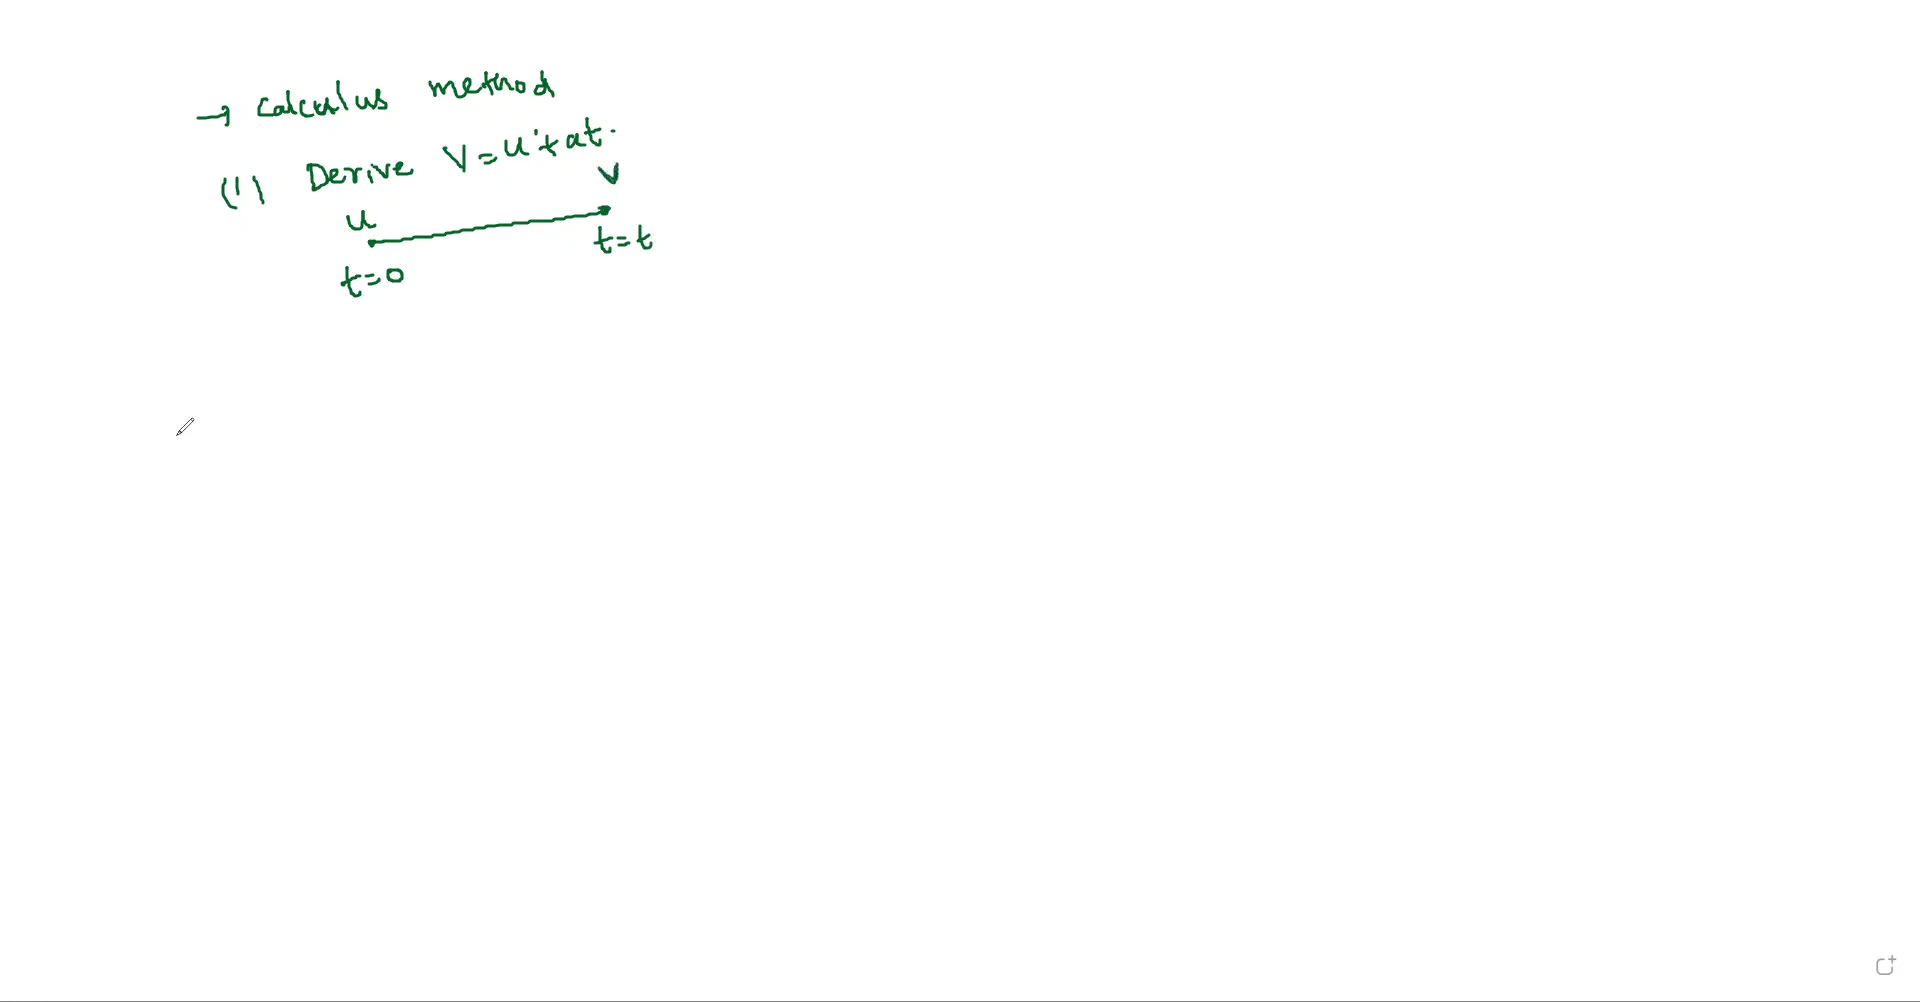 → calculus method
(1) Derive V = u + at.
u
V
t=0
t=t